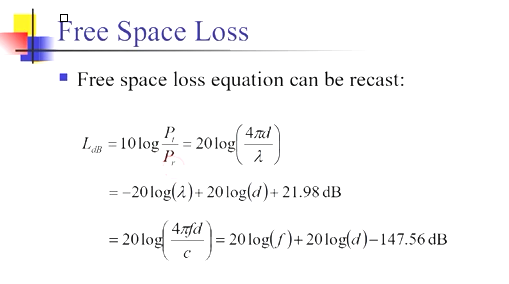 Free Space Loss
Free space loss equation can be recast:
L_dB = 10 log P_t/P_r = 20 log(4πd/λ)
= −20 log(λ) + 20 log(d) + 21.98 dB
= 20 log(4πfd/c) = 20 log(f) + 20 log(d) − 147.56 dB